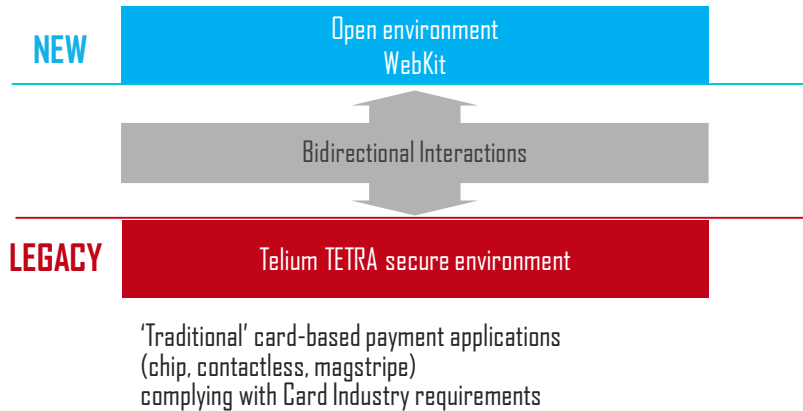 NEW
Open environment
WebKit
Bidirectional Interactions
LEGACY
Telium TETRA secure environment
‘Traditional’ card-based payment applications
(chip, contactless, magstripe)
complying with Card Industry requirements